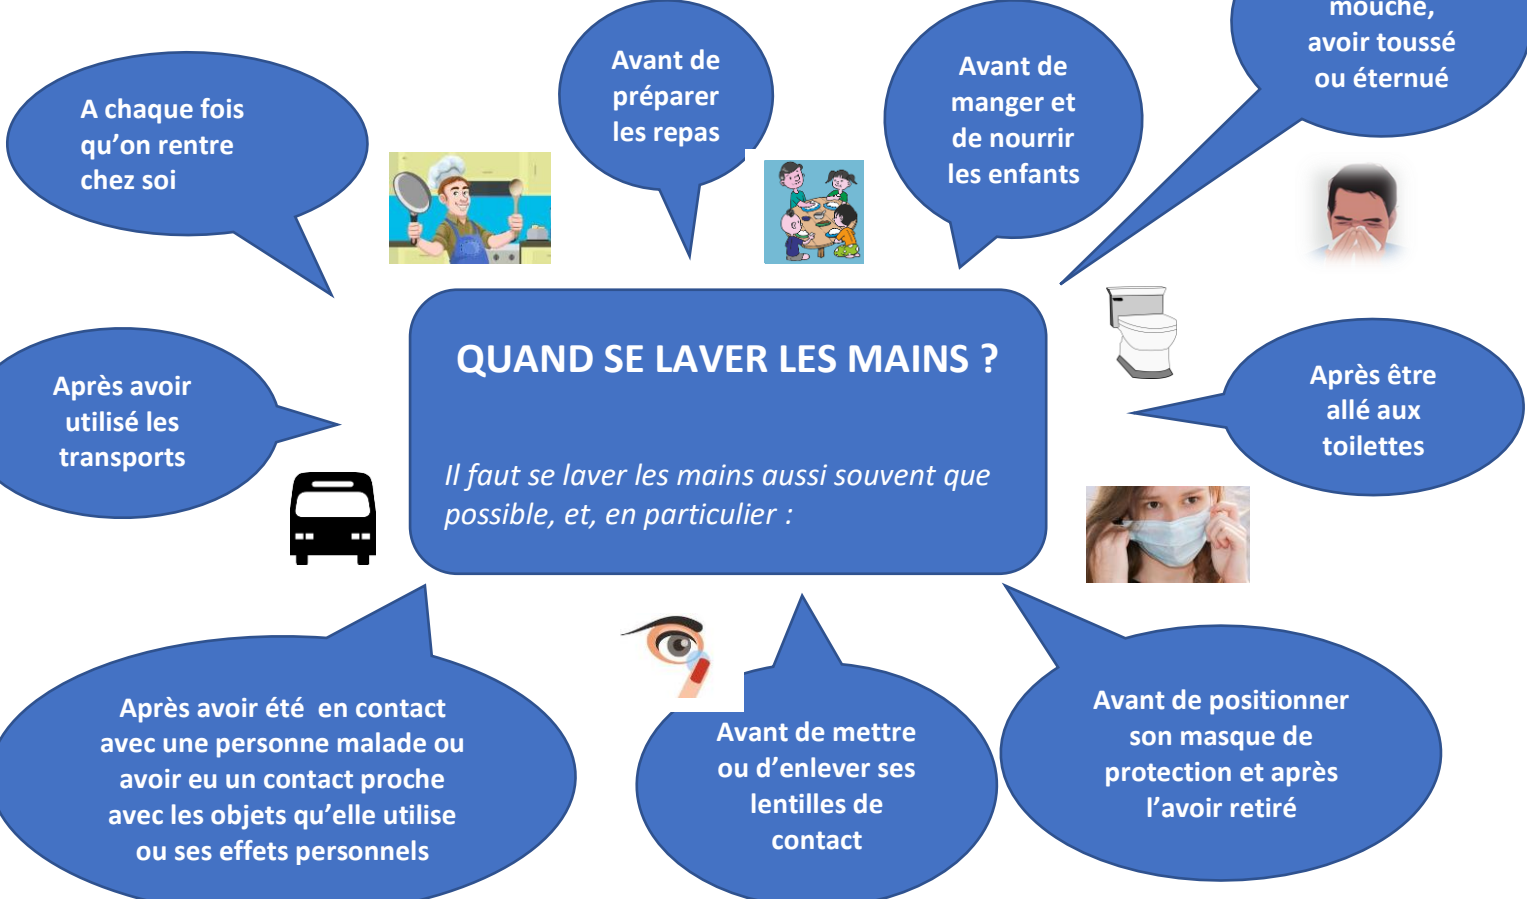 mouché,
avoir toussé
ou éternué
Avant de
préparer
les repas
Avant de
manger et
de nourrir
les enfants
A chaque fois
qu’on rentre
chez soi
QUAND SE LAVER LES MAINS ?
Il faut se laver les mains aussi souvent que
possible, et, en particulier :
Après avoir
utilisé les
transports
Après être
allé aux
toilettes
Après avoir été  en contact
avec une personne malade ou
avoir eu un contact proche
avec les objets qu’elle utilise
ou ses effets personnels
Avant de mettre
ou d’enlever ses
lentilles de
contact
Avant de positionner
son masque de
protection et après
l’avoir retiré